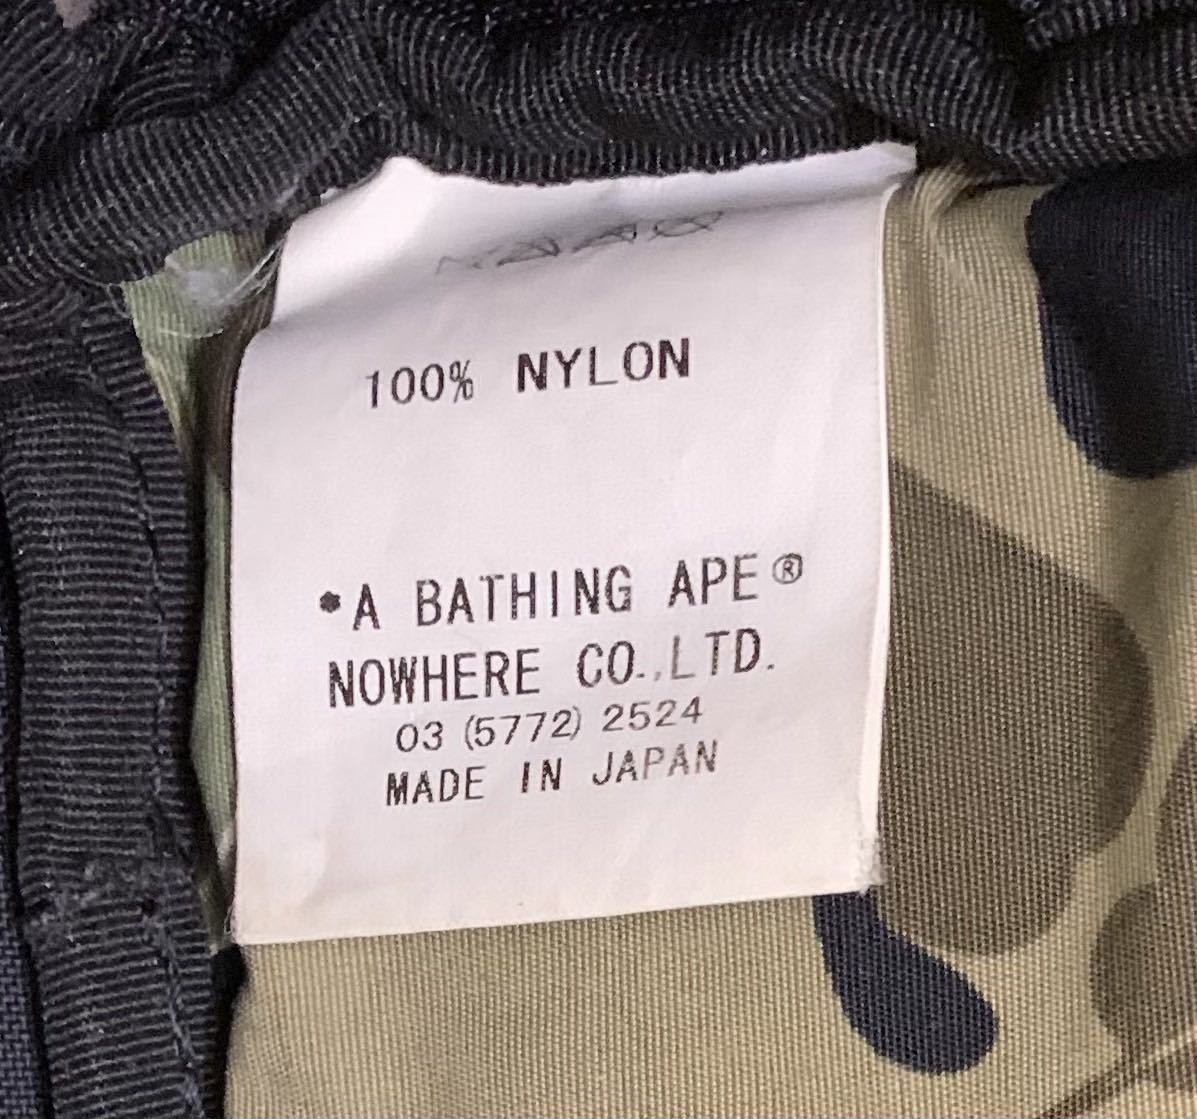 100% NYLON
•A BATHING APE®
NOWHERE CO.,LTD.
03 (5772) 2524
MADE IN JAPAN